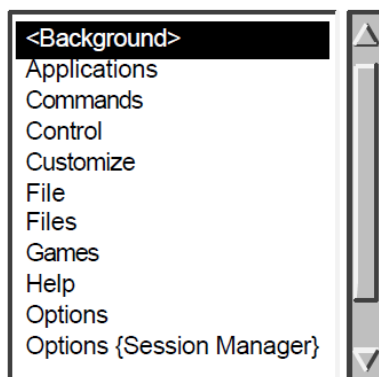 <Background>
Applications
Commands
Control
Customize
File
Files
Games
Help
Options
Options {Session Manager}